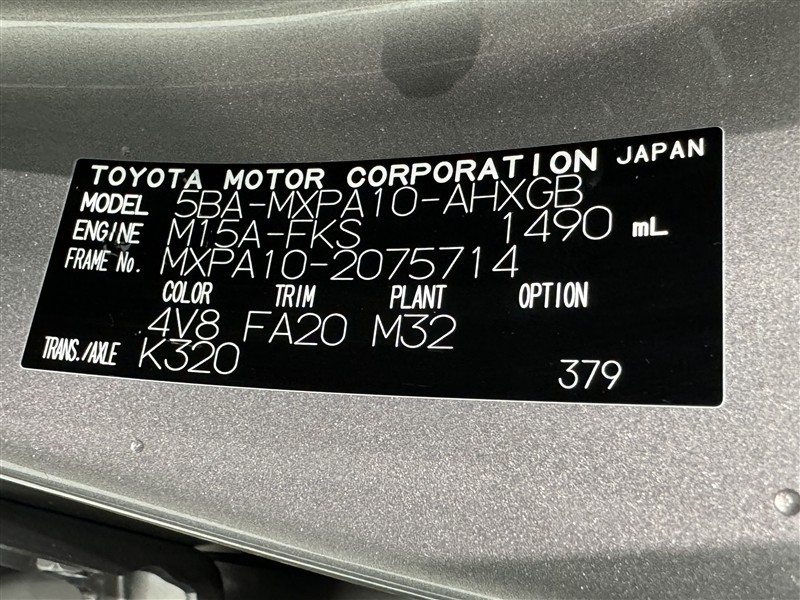 TOYOTA MOTOR CORPORATION JAPAN
MODEL 5BA-MXPA10-AHXGB
ENGINE M15A-FKS 1490 mL
FRAME No. MXPA10-2075714
COLOR TRIM PLANT OPTION
4V8 FA20 M32
TRANS./AXLE K320
379